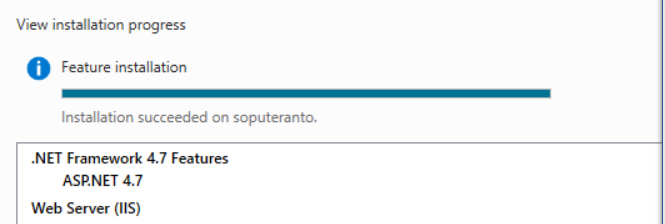 View installation progress
Feature installation
Installation succeeded on soputeranto.
.NET Framework 4.7 Features
ASP.NET 4.7
Web Server (IIS)